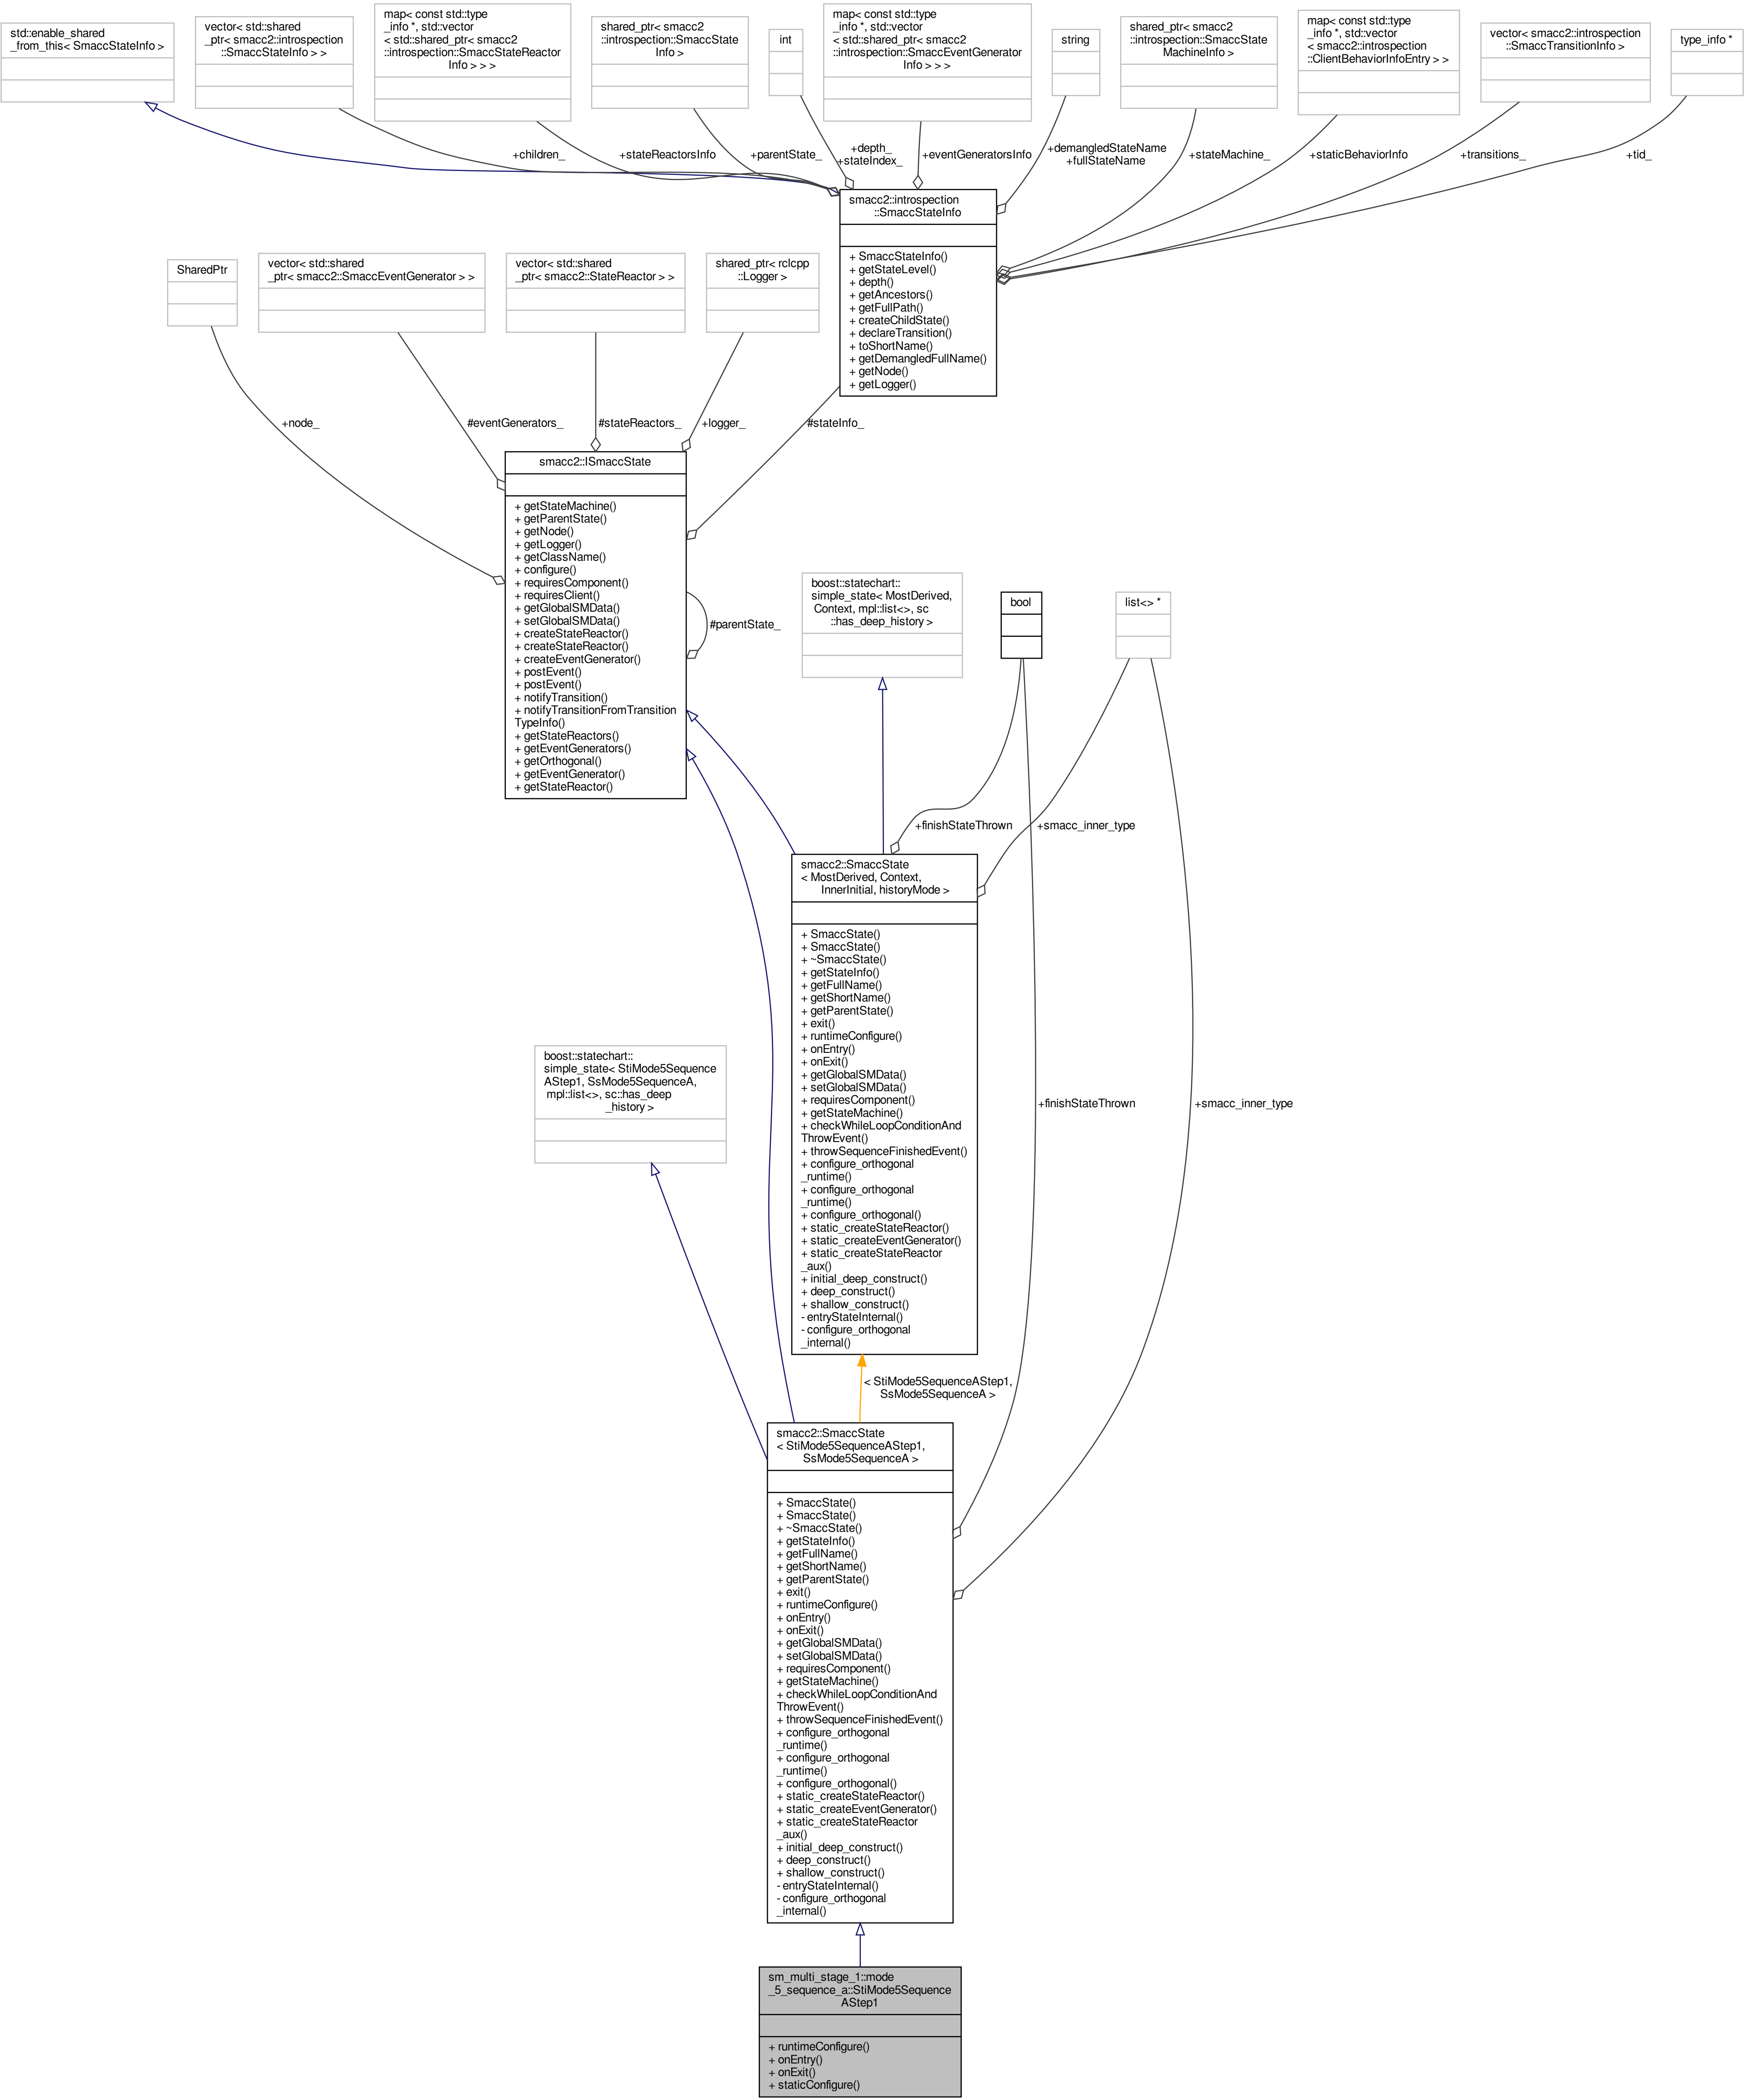 std::enable_shared
_from_this< SmaccStateInfo >
vector< std::shared
_ptr< smacc2::introspection
::SmaccStateInfo > >
map< const std::type
_info *, std::vector
< std::shared_ptr< smacc2
::introspection::SmaccStateReactor
Info > > >
shared_ptr< smacc2
::introspection::SmaccState
Info >
int
map< const std::type
_info *, std::vector
< std::shared_ptr< smacc2
::introspection::SmaccEventGenerator
Info > > >
string
shared_ptr< smacc2
::introspection::SmaccState
MachineInfo >
map< const std::type
_info *, std::vector
< smacc2::introspection
::ClientBehaviorInfoEntry > >
vector< smacc2::introspection
::SmaccTransitionInfo >
type_info *
+children_
+stateReactorsInfo
+parentState_
+depth_
+stateIndex_
+eventGeneratorsInfo
+demangledStateName
+fullStateName
+stateMachine_
+staticBehaviorInfo
+transitions_
+tid_
smacc2::introspection
::SmaccStateInfo
+ SmaccStateInfo()
+ getStateLevel()
+ depth()
+ getAncestors()
+ getFullPath()
+ createChildState()
+ declareTransition()
+ toShortName()
+ getDemangledFullName()
+ getNode()
+ getLogger()
SharedPtr
vector< std::shared
_ptr< smacc2::SmaccEventGenerator > >
vector< std::shared
_ptr< smacc2::StateReactor > >
shared_ptr< rclcpp
::Logger >
+node_
#eventGenerators_
#stateReactors_
+logger_
#stateInfo_
smacc2::ISmaccState
+ getStateMachine()
+ getParentState()
+ getNode()
+ getLogger()
+ getClassName()
+ configure()
+ requiresComponent()
+ requiresClient()
+ getGlobalSMData()
+ setGlobalSMData()
+ createStateReactor()
+ createStateReactor()
+ createEventGenerator()
+ postEvent()
+ postEvent()
+ notifyTransition()
+ notifyTransitionFromTransition
TypeInfo()
+ getStateReactors()
+ getEventGenerators()
+ getOrthogonal()
+ getEventGenerator()
+ getStateReactor()
#parentState_
boost::statechart::
simple_state< MostDerived,
Context, mpl::list<>, sc
::has_deep_history >
bool
list<> *
+finishStateThrown
+smacc_inner_type
smacc2::SmaccState
< MostDerived, Context,
InnerInitial, historyMode >
+ SmaccState()
+ SmaccState()
+ ~SmaccState()
+ getStateInfo()
+ getFullName()
+ getShortName()
+ getParentState()
+ exit()
+ runtimeConfigure()
+ onEntry()
+ onExit()
+ getGlobalSMData()
+ setGlobalSMData()
+ requiresComponent()
+ getStateMachine()
+ checkWhileLoopConditionAnd
ThrowEvent()
+ throwSequenceFinishedEvent()
+ configure_orthogonal
_runtime()
+ configure_orthogonal
_runtime()
+ configure_orthogonal()
+ static_createStateReactor()
+ static_createEventGenerator()
+ static_createStateReactor
_aux()
+ initial_deep_construct()
+ deep_construct()
+ shallow_construct()
- entryStateInternal()
- configure_orthogonal
_internal()
boost::statechart::
simple_state< StiMode5Sequence
AStep1, SsMode5SequenceA,
mpl::list<>, sc::has_deep
_history >
+finishStateThrown
+smacc_inner_type
< StiMode5SequenceAStep1,
SsMode5SequenceA >
smacc2::SmaccState
< StiMode5SequenceAStep1,
SsMode5SequenceA >
+ SmaccState()
+ SmaccState()
+ ~SmaccState()
+ getStateInfo()
+ getFullName()
+ getShortName()
+ getParentState()
+ exit()
+ runtimeConfigure()
+ onEntry()
+ onExit()
+ getGlobalSMData()
+ setGlobalSMData()
+ requiresComponent()
+ getStateMachine()
+ checkWhileLoopConditionAnd
ThrowEvent()
+ throwSequenceFinishedEvent()
+ configure_orthogonal
_runtime()
+ configure_orthogonal
_runtime()
+ configure_orthogonal()
+ static_createStateReactor()
+ static_createEventGenerator()
+ static_createStateReactor
_aux()
+ initial_deep_construct()
+ deep_construct()
+ shallow_construct()
- entryStateInternal()
- configure_orthogonal
_internal()
sm_multi_stage_1::mode
_5_sequence_a::StiMode5Sequence
AStep1
+ runtimeConfigure()
+ onEntry()
+ onExit()
+ staticConfigure()